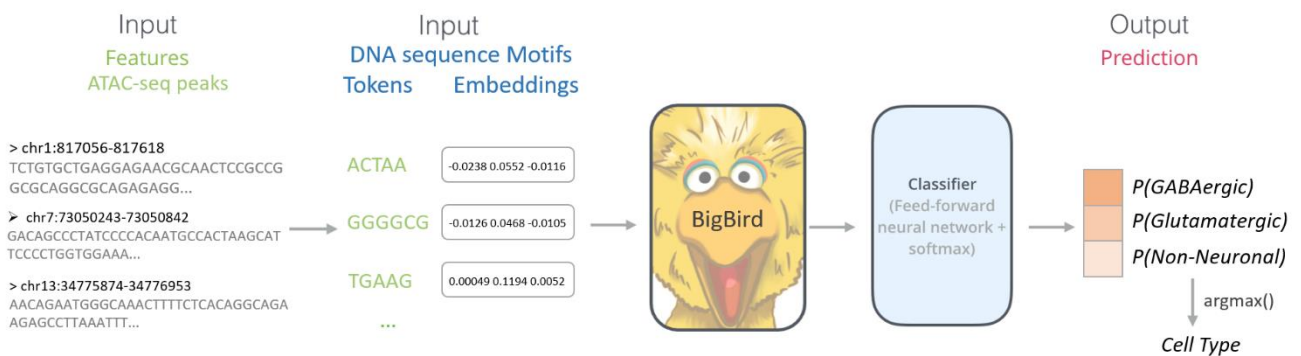 Input
Features
ATAC-seq peaks
> chr1:817056-817618
TCTGTGCTGAGGAGAACGCAACTCCGCCG
GCGCAGGCGCAGAGAGG...
➢ chr7:73050243-73050842
GACAGCCCTATCCCCACAATGCCACTAAGCAT
TCCCCTGGTGGAAA...
> chr13:34775874-34776953
AACAGAATGGGCAAACTTTTCTCACAGGCAGA
AGAGCCTTAAATTT...
Input
DNA sequence Motifs
Tokens Embeddings
ACTAA -0.0238 0.0552 -0.0116
GGGGCG -0.0126 0.0468 -0.0105
TGAAG 0.00049 0.1194 0.0052
...
BigBird
Classifier
(Feed-forward
neural network +
softmax)
Output
Prediction
P(GABAergic)
P(Glutamatergic)
P(Non-Neuronal)
argmax()
Cell Type